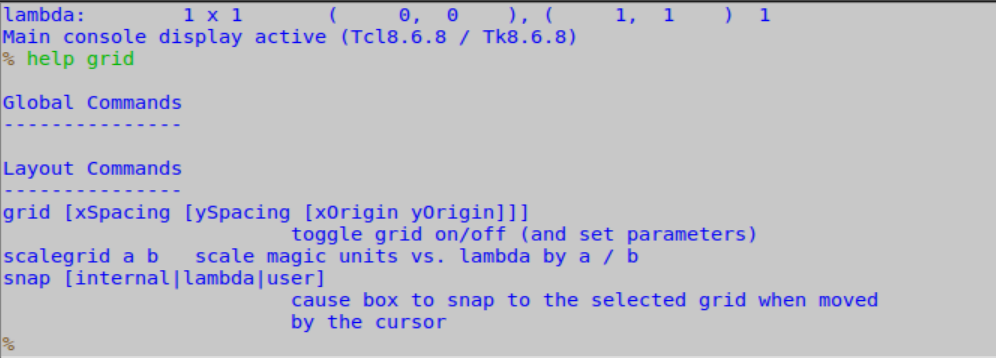 lambda: 1 x 1 ( 0, 0 ), ( 1, 1 ) 1
Main console display active (Tcl8.6.8 / Tk8.6.8)
% help grid
Global Commands
---------------
Layout Commands
---------------
grid [xSpacing [ySpacing [xOrigin yOrigin]]]
toggle grid on/off (and set parameters)
scalegrid a b scale magic units vs. lambda by a / b
snap [internal|lambda|user]
cause box to snap to the selected grid when moved
by the cursor
%